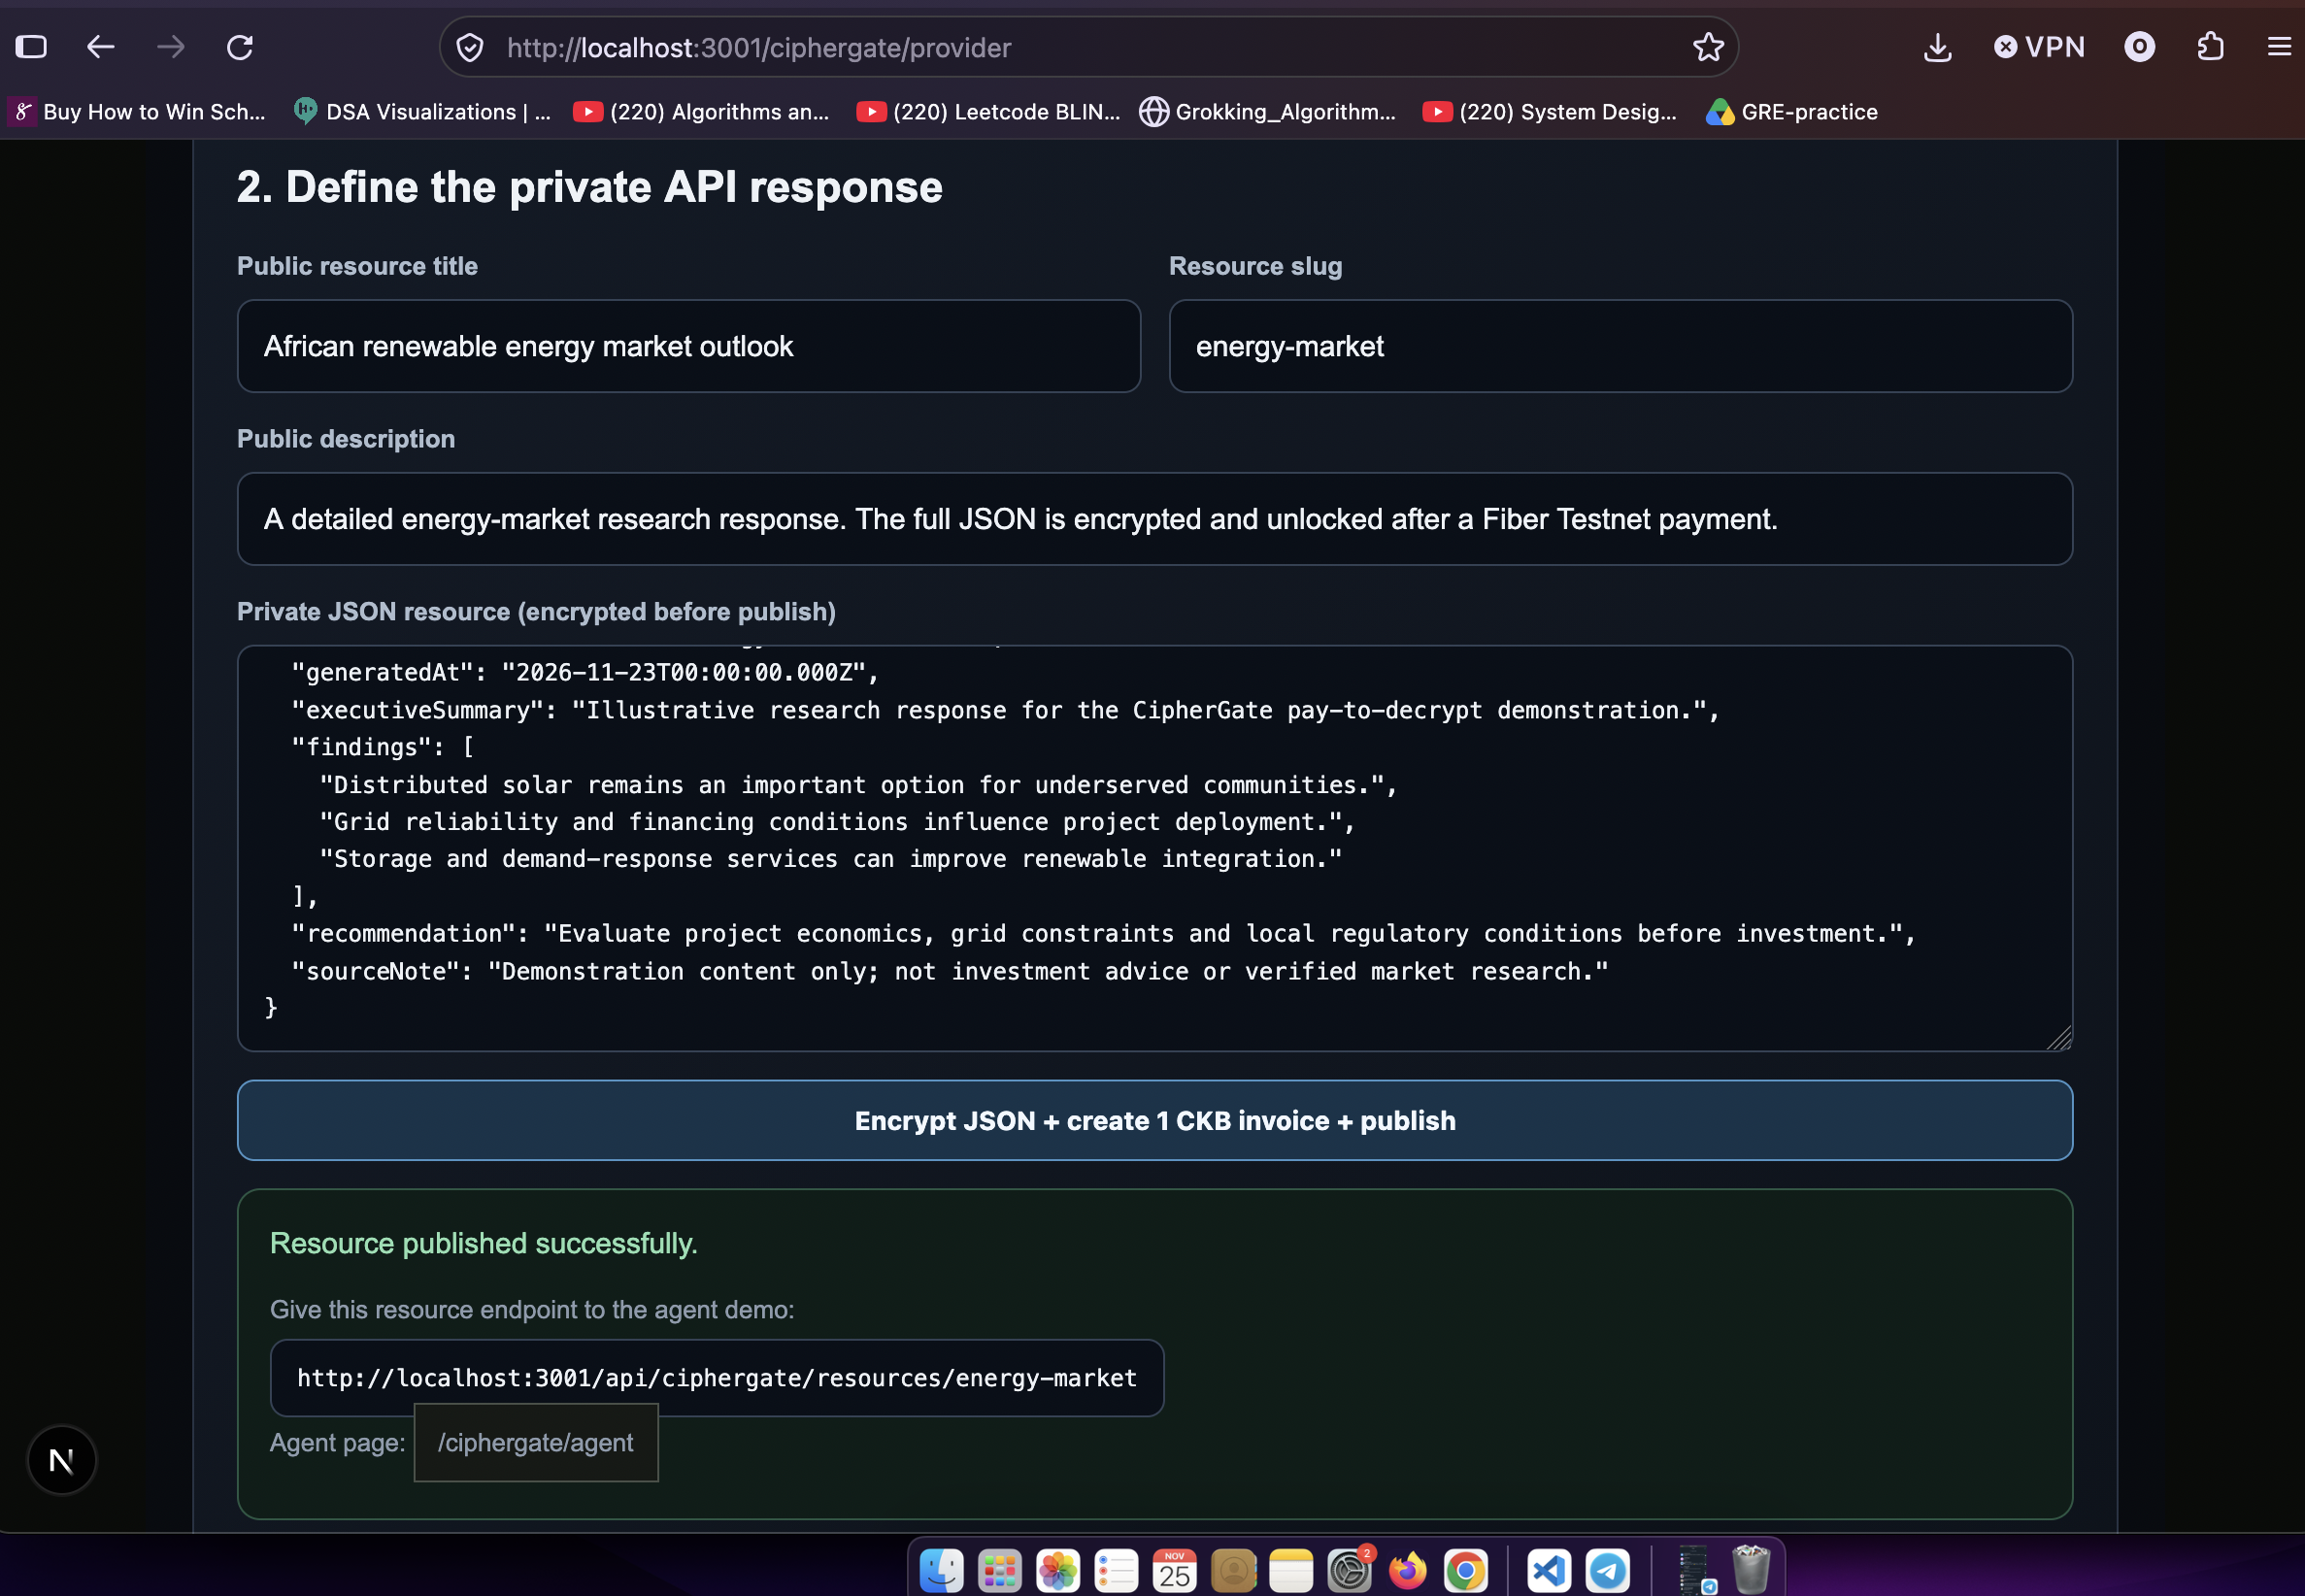 http://localhost:3001/ciphergate/provider
VPN
Buy How to Win Sch...
DSA Visualizations | ...
(220) Algorithms an...
(220) Leetcode BLIN...
Grokking_Algorithm...
(220) System Desig...
GRE-practice
2. Define the private API response
Public resource title
Resource slug
African renewable energy market outlook
energy-market
Public description
A detailed energy-market research response. The full JSON is encrypted and unlocked after a Fiber Testnet payment.
Private JSON resource (encrypted before publish)
"generatedAt": "2026-11-23T00:00:00.000Z",
"executiveSummary": "Illustrative research response for the CipherGate pay-to-decrypt demonstration.",
"findings": [
"Distributed solar remains an important option for underserved communities.",
"Grid reliability and financing conditions influence project deployment.",
"Storage and demand-response services can improve renewable integration."
],
"recommendation": "Evaluate project economics, grid constraints and local regulatory conditions before investment.",
"sourceNote": "Demonstration content only; not investment advice or verified market research."
}
Encrypt JSON + create 1 CKB invoice + publish
Resource published successfully.
Give this resource endpoint to the agent demo:
http://localhost:3001/api/ciphergate/resources/energy-market
Agent page: /ciphergate/agent
N
NOV
25
2